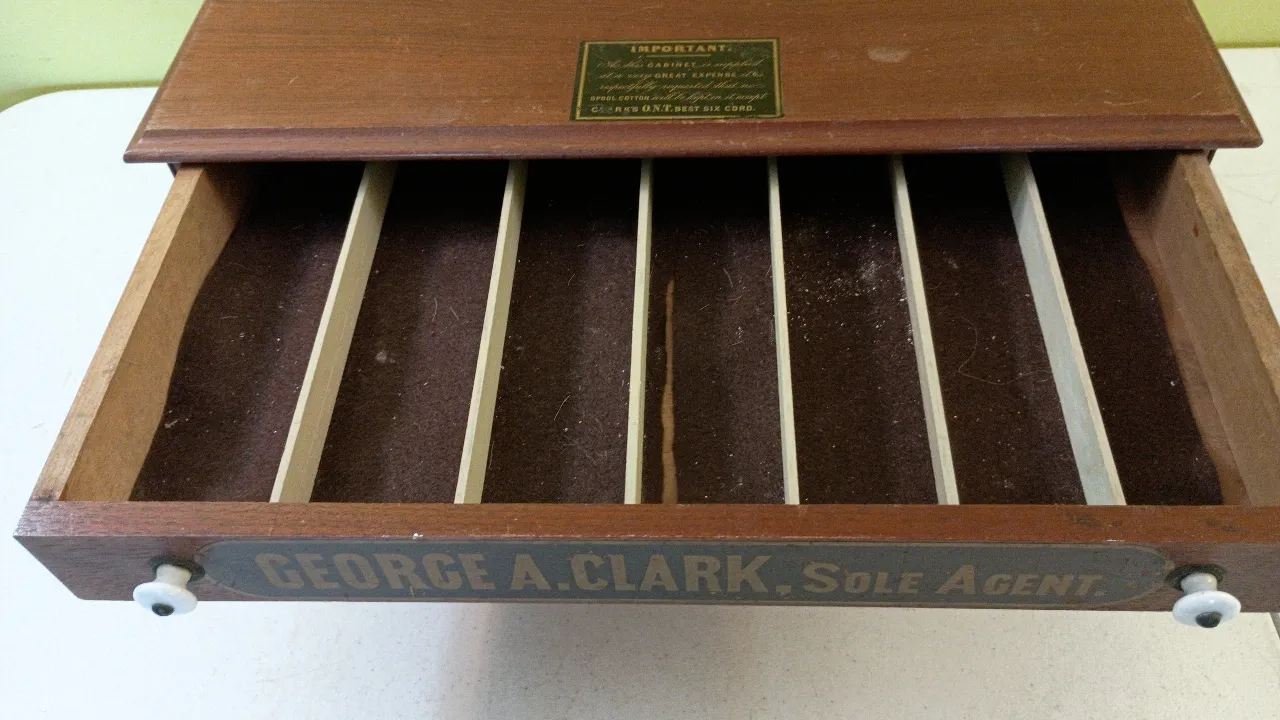 IMPORTANT.
As this CABINET is supplied
at a very GREAT EXPENSE it is
respectfully requested that no
SPOOL COTTON will be kept in it except
CLARK'S O.N.T. BEST SIX CORD.
GEORGE A. CLARK, SOLE AGENT.